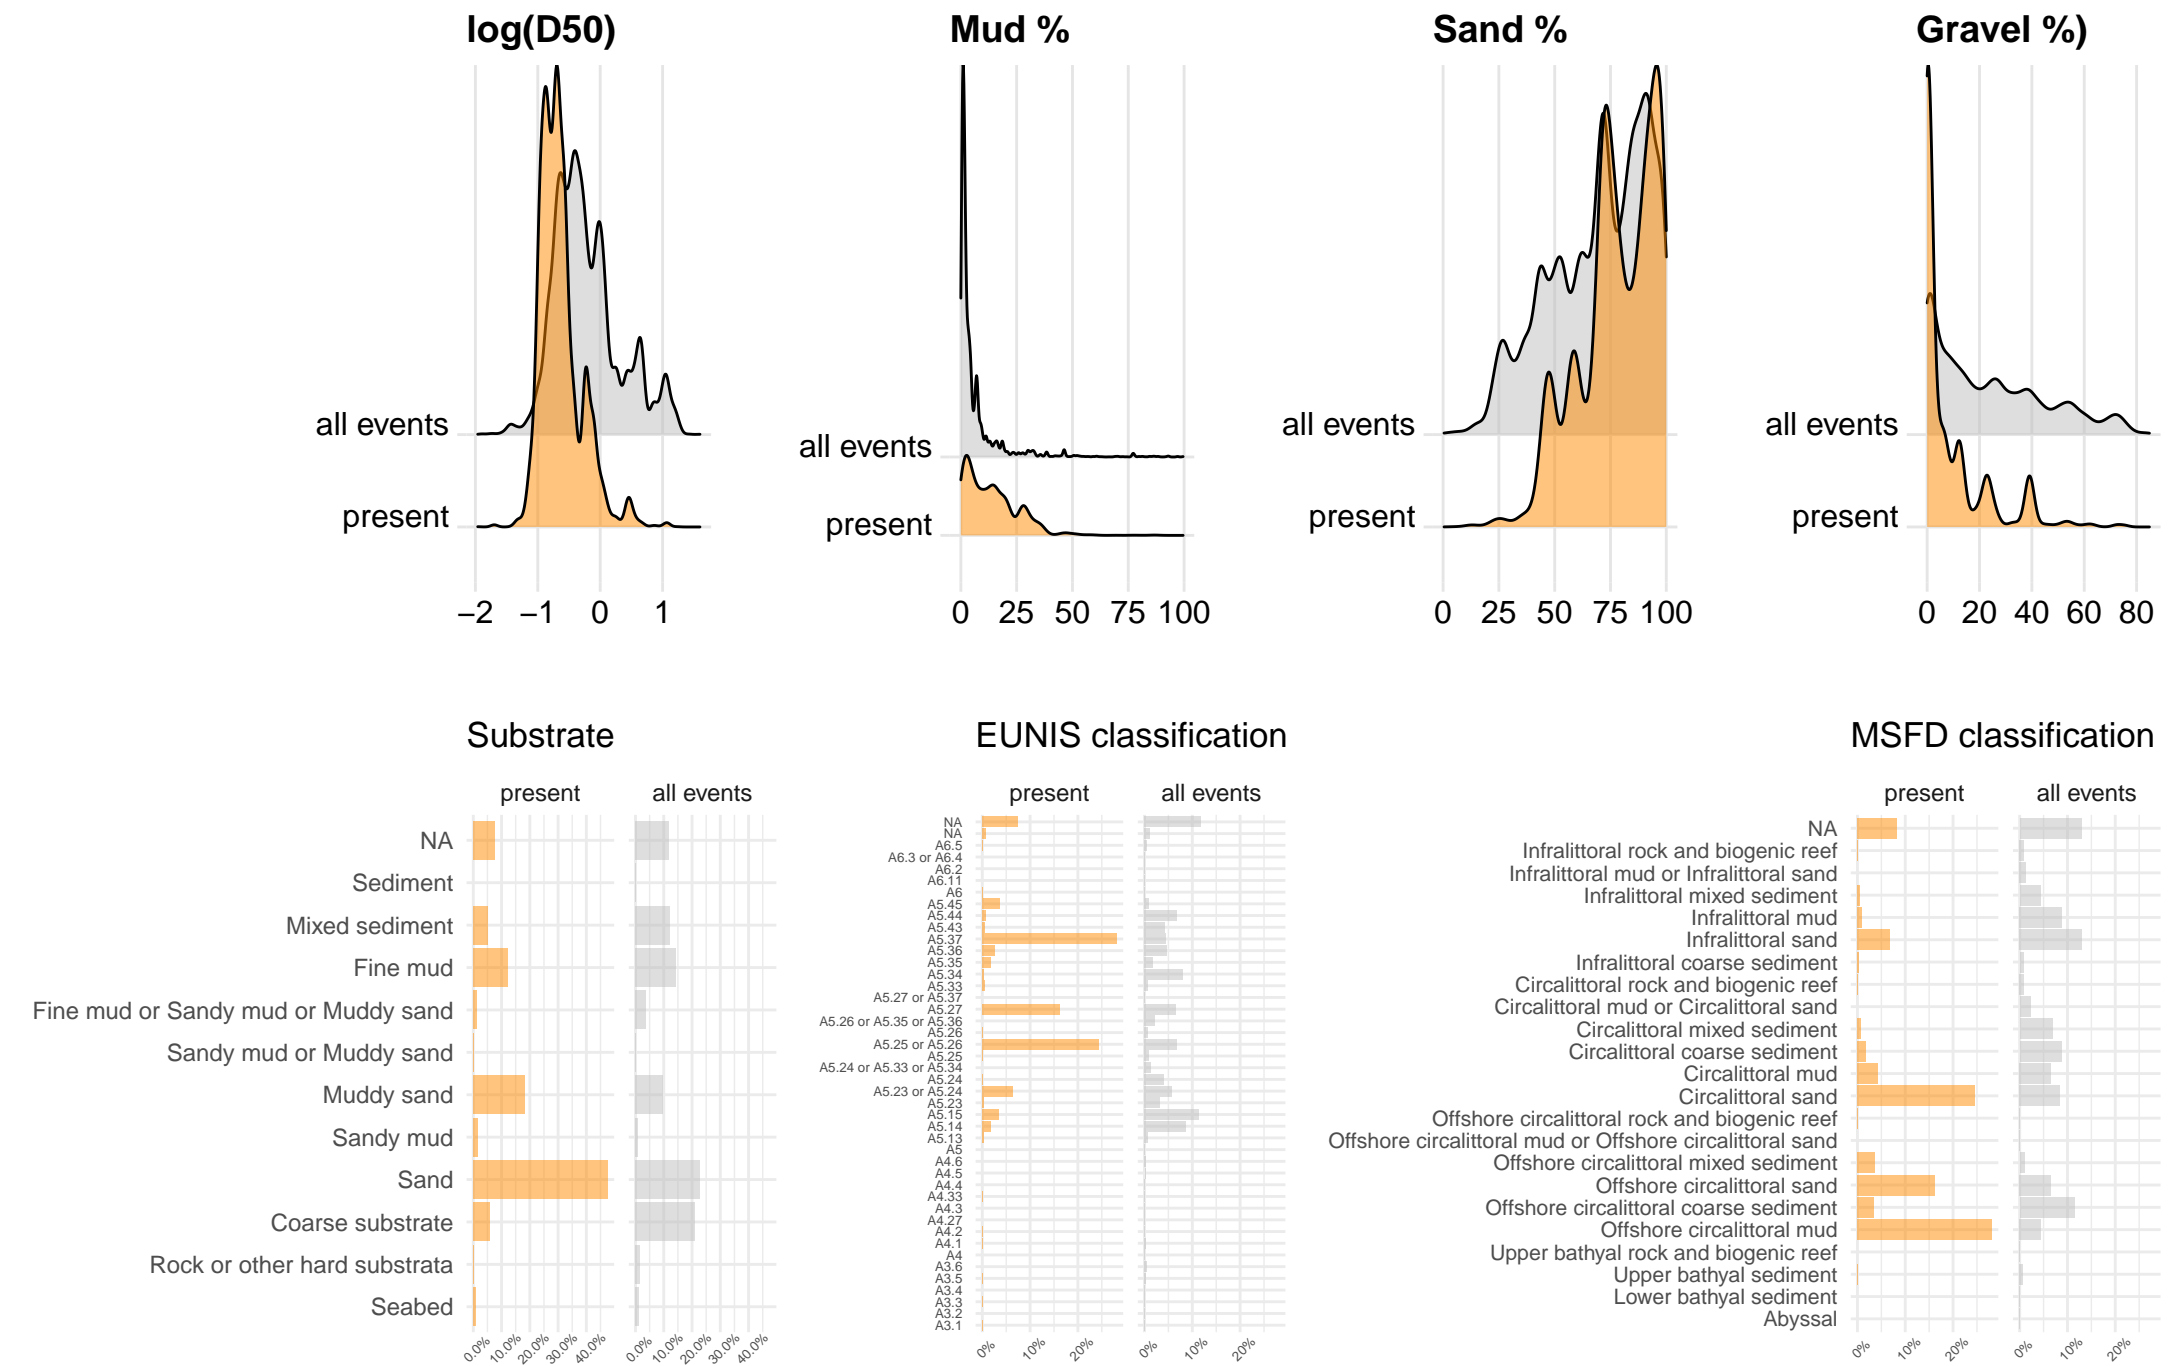 log(D50)
Mud %
Sand %
Gravel %)
all events
present
−2 −1 0 1
all events
present
0 25 50 75 100
all events
present
0 25 50 75 100
all events
present
0 20 40 60 80
Substrate
present all events
NA
Sediment
Mixed sediment
Fine mud
Fine mud or Sandy mud or Muddy sand
Sandy mud or Muddy sand
Muddy sand
Sandy mud
Sand
Coarse substrate
Rock or other hard substrata
Seabed
0.0% 10.0% 20.0% 30.0% 40.0% 0.0% 10.0% 20.0% 30.0% 40.0%
EUNIS classification
present all events
NA
NA
A6.5
A6.3 or A6.4
A6.2
A6.11
A6
A5.45
A5.44
A5.43
A5.37
A5.36
A5.35
A5.34
A5.33
A5.27 or A5.37
A5.27
A5.26 or A5.35 or A5.36
A5.26
A5.25 or A5.26
A5.25
A5.24 or A5.33 or A5.34
A5.24
A5.23 or A5.24
A5.23
A5.15
A5.14
A5.13
A5
A4.6
A4.5
A4.4
A4.33
A4.3
A4.27
A4.2
A4.1
A4
A3.6
A3.5
A3.4
A3.3
A3.2
A3.1
0% 10% 20% 0% 10% 20%
MSFD classification
present all events
NA
Infralittoral rock and biogenic reef
Infralittoral mud or Infralittoral sand
Infralittoral mixed sediment
Infralittoral mud
Infralittoral sand
Infralittoral coarse sediment
Circalittoral rock and biogenic reef
Circalittoral mud or Circalittoral sand
Circalittoral mixed sediment
Circalittoral coarse sediment
Circalittoral mud
Circalittoral sand
Offshore circalittoral rock and biogenic reef
Offshore circalittoral mud or Offshore circalittoral sand
Offshore circalittoral mixed sediment
Offshore circalittoral sand
Offshore circalittoral coarse sediment
Offshore circalittoral mud
Upper bathyal rock and biogenic reef
Upper bathyal sediment
Lower bathyal sediment
Abyssal
0% 10% 20% 0% 10% 20%